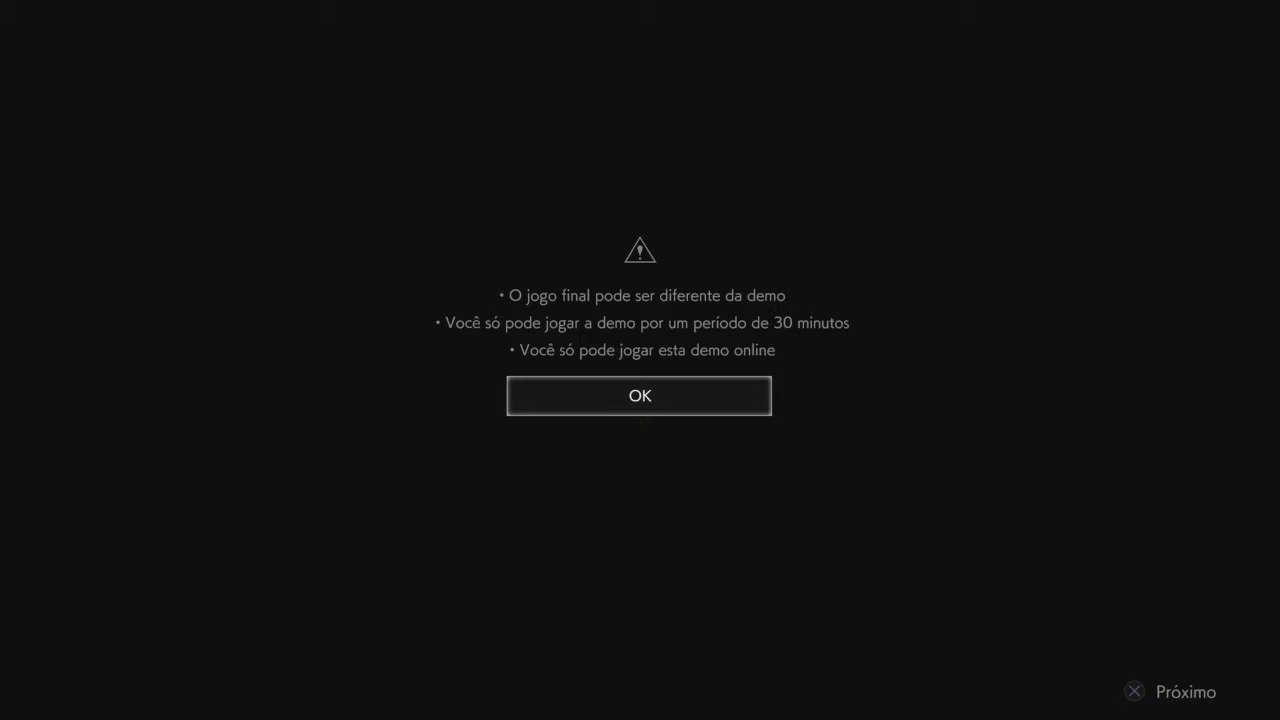 • O jogo final pode ser diferente da demo
• Você só pode jogar a demo por um período de 30 minutos
• Você só pode jogar esta demo online
OK
Próximo